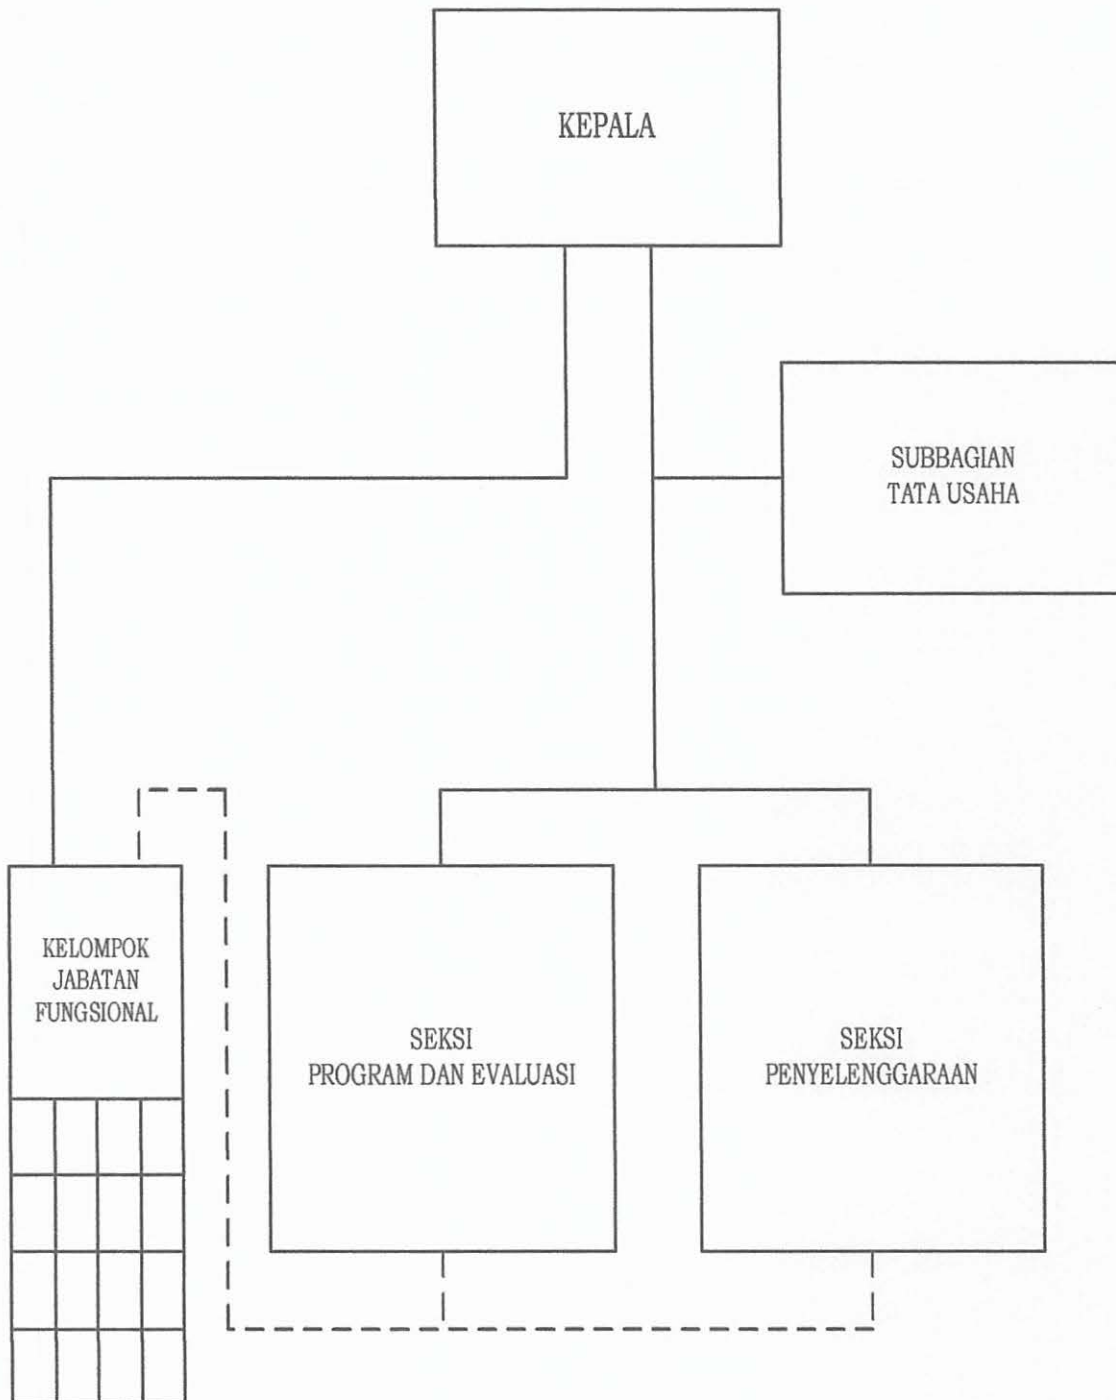 KEPALA
SUBBAGIAN
TATA USAHA
KELOMPOK
JABATAN
FUNGSIONAL
SEKSI
PROGRAM DAN EVALUASI
SEKSI
PENYELENGGARAAN